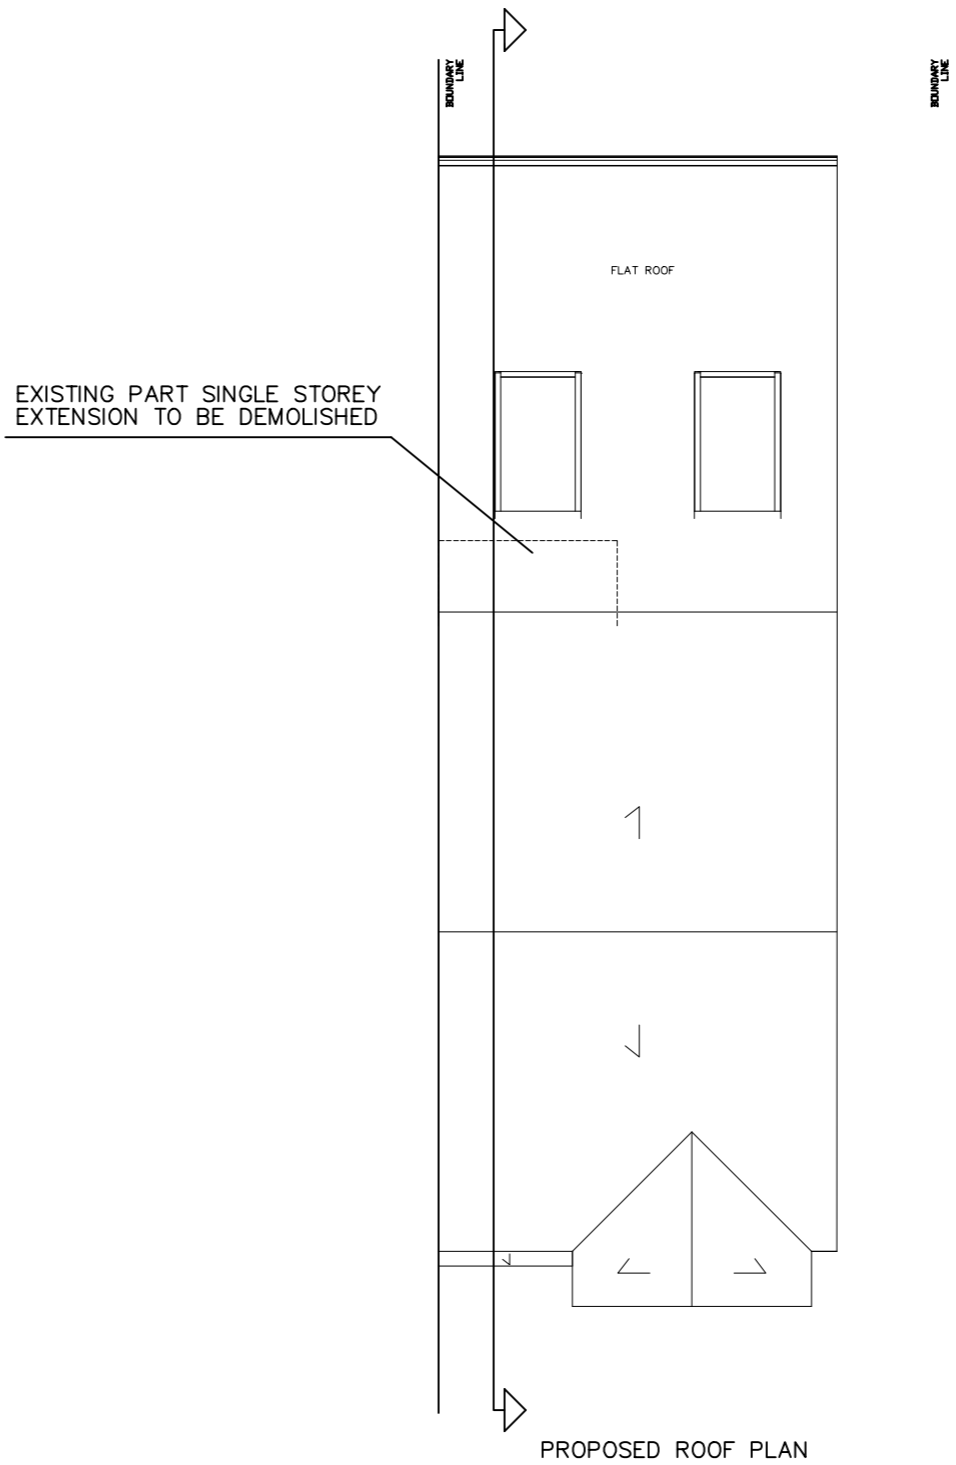 BOUNDARY
LINE
BOUNDARY
LINE
FLAT ROOF
EXISTING PART SINGLE STOREY
EXTENSION TO BE DEMOLISHED
PROPOSED ROOF PLAN